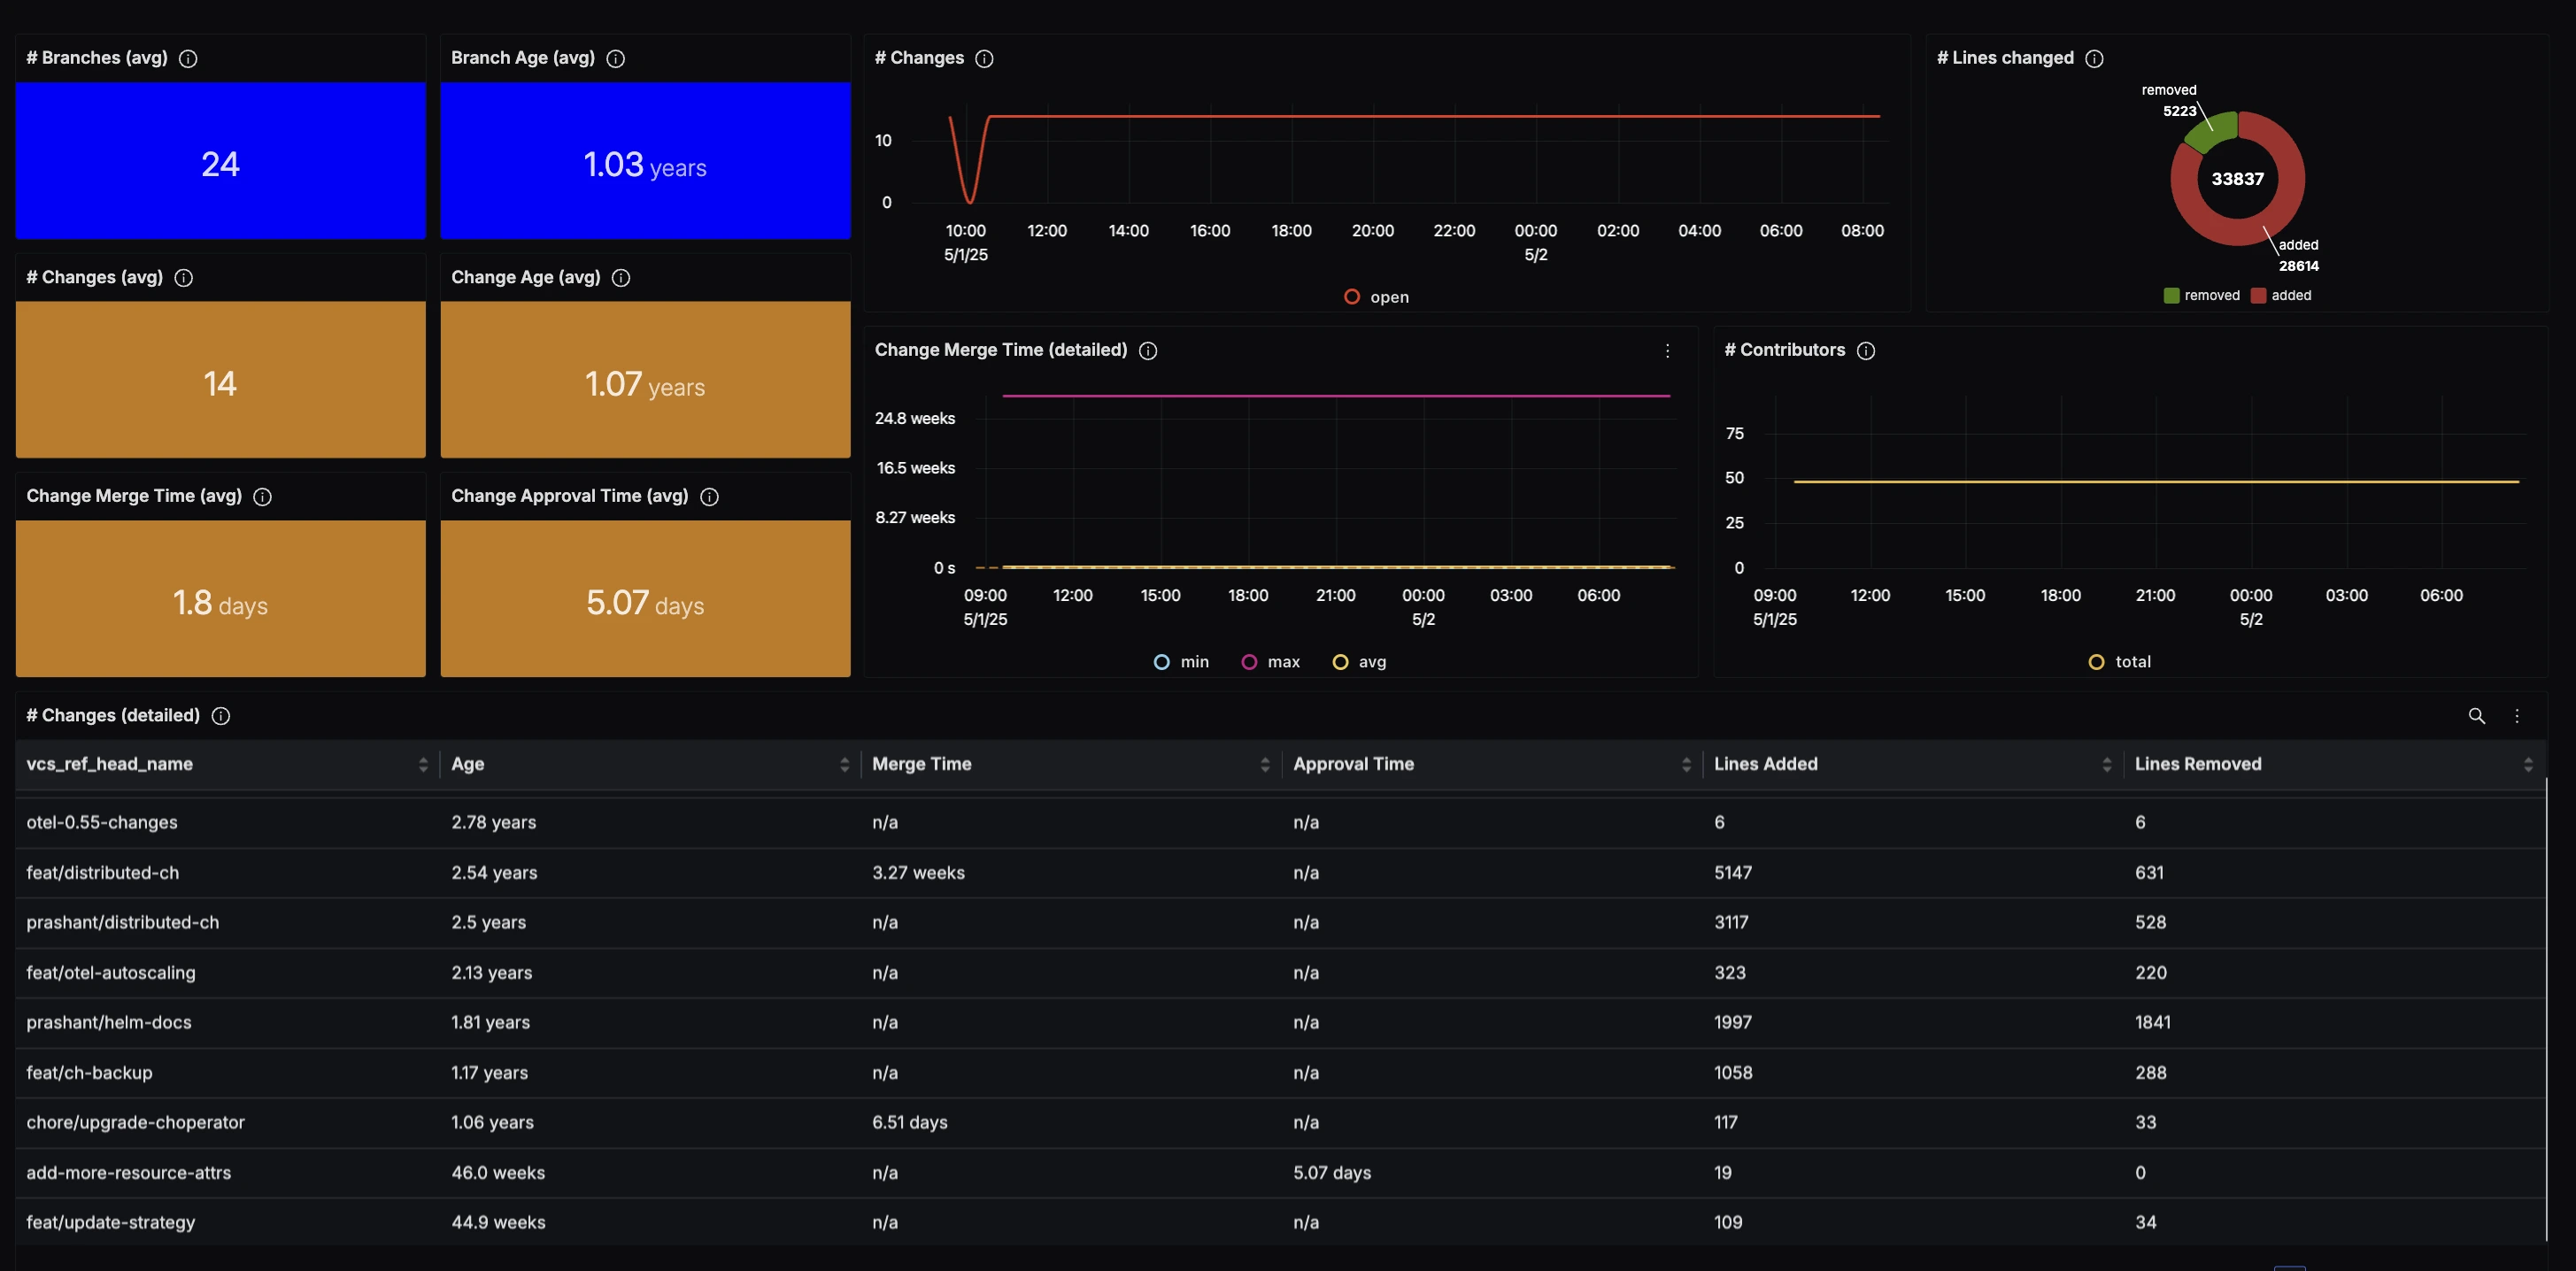 # Branches (avg)
24
Branch Age (avg)
1.03 years
# Changes (avg)
14
Change Age (avg)
1.07 years
Change Merge Time (avg)
1.8 days
Change Approval Time (avg)
5.07 days
# Changes
10
0
10:00 12:00 14:00 16:00 18:00 20:00 22:00 00:00 02:00 04:00 06:00 08:00
5/1/25 5/2
open
# Lines changed
removed
5223
33837
added
28614
removed added
Change Merge Time (detailed)
24.8 weeks
16.5 weeks
8.27 weeks
0 s
09:00 12:00 15:00 18:00 21:00 00:00 03:00 06:00
5/1/25 5/2
min max avg
# Contributors
75
50
25
0
09:00 12:00 15:00 18:00 21:00 00:00 03:00 06:00
5/1/25 5/2
total
# Changes (detailed)
vcs_ref_head_name Age Merge Time Approval Time Lines Added Lines Removed
otel-0.55-changes 2.78 years n/a n/a 6 6
feat/distributed-ch 2.54 years 3.27 weeks n/a 5147 631
prashant/distributed-ch 2.5 years n/a n/a 3117 528
feat/otel-autoscaling 2.13 years n/a n/a 323 220
prashant/helm-docs 1.81 years n/a n/a 1997 1841
feat/ch-backup 1.17 years n/a n/a 1058 288
chore/upgrade-choperator 1.06 years 6.51 days n/a 117 33
add-more-resource-attrs 46.0 weeks n/a 5.07 days 19 0
feat/update-strategy 44.9 weeks n/a n/a 109 34